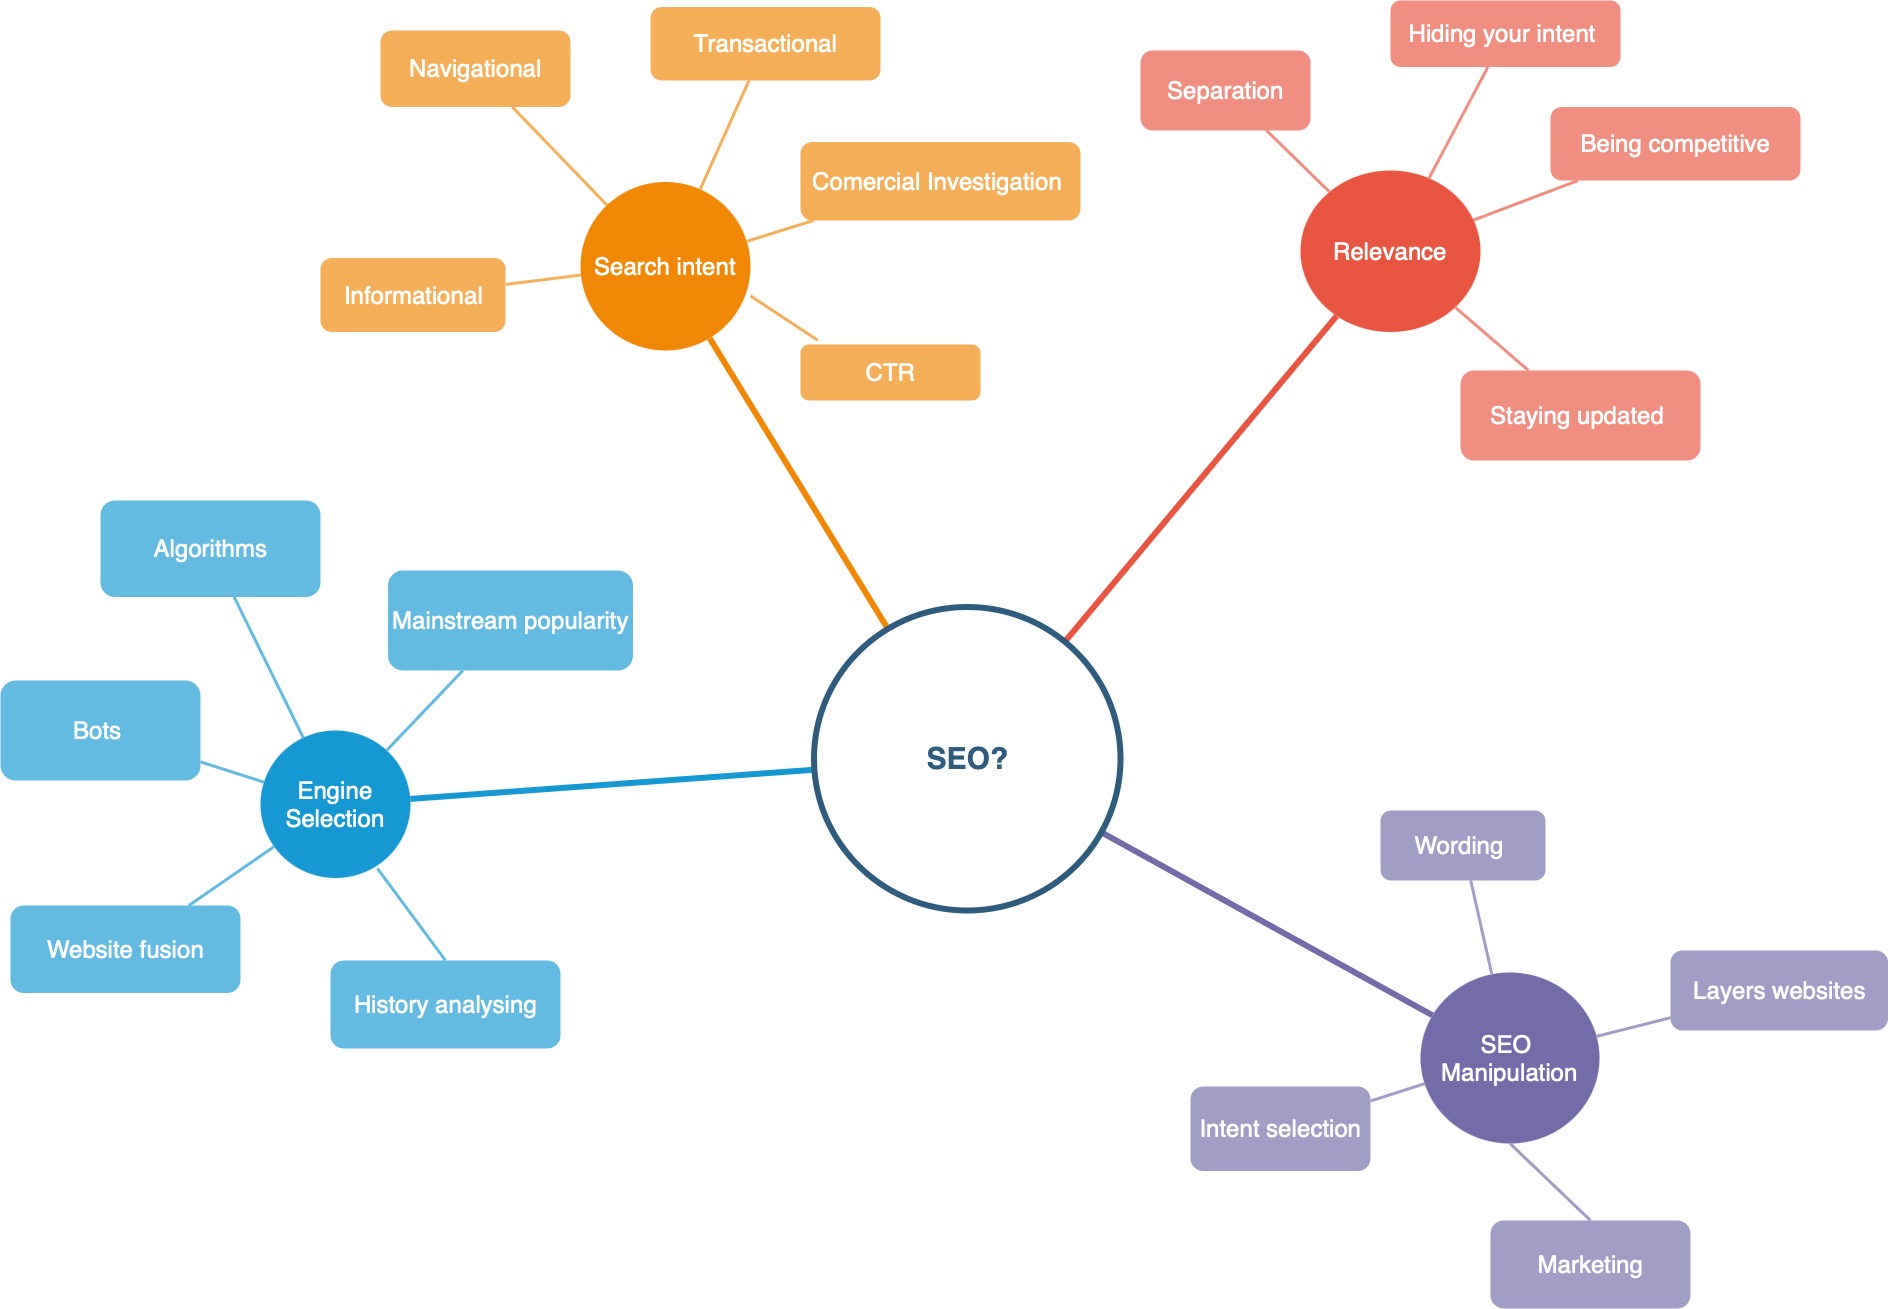 Navigational
Transactional
Comercial Investigation
Search intent
Informational
CTR
Hiding your intent
Separation
Being competitive
Relevance
Staying updated
Algorithms
Mainstream popularity
Bots
Engine
Selection
Website fusion
History analysing
SEO?
Wording
Layers websites
SEO
Manipulation
Intent selection
Marketing